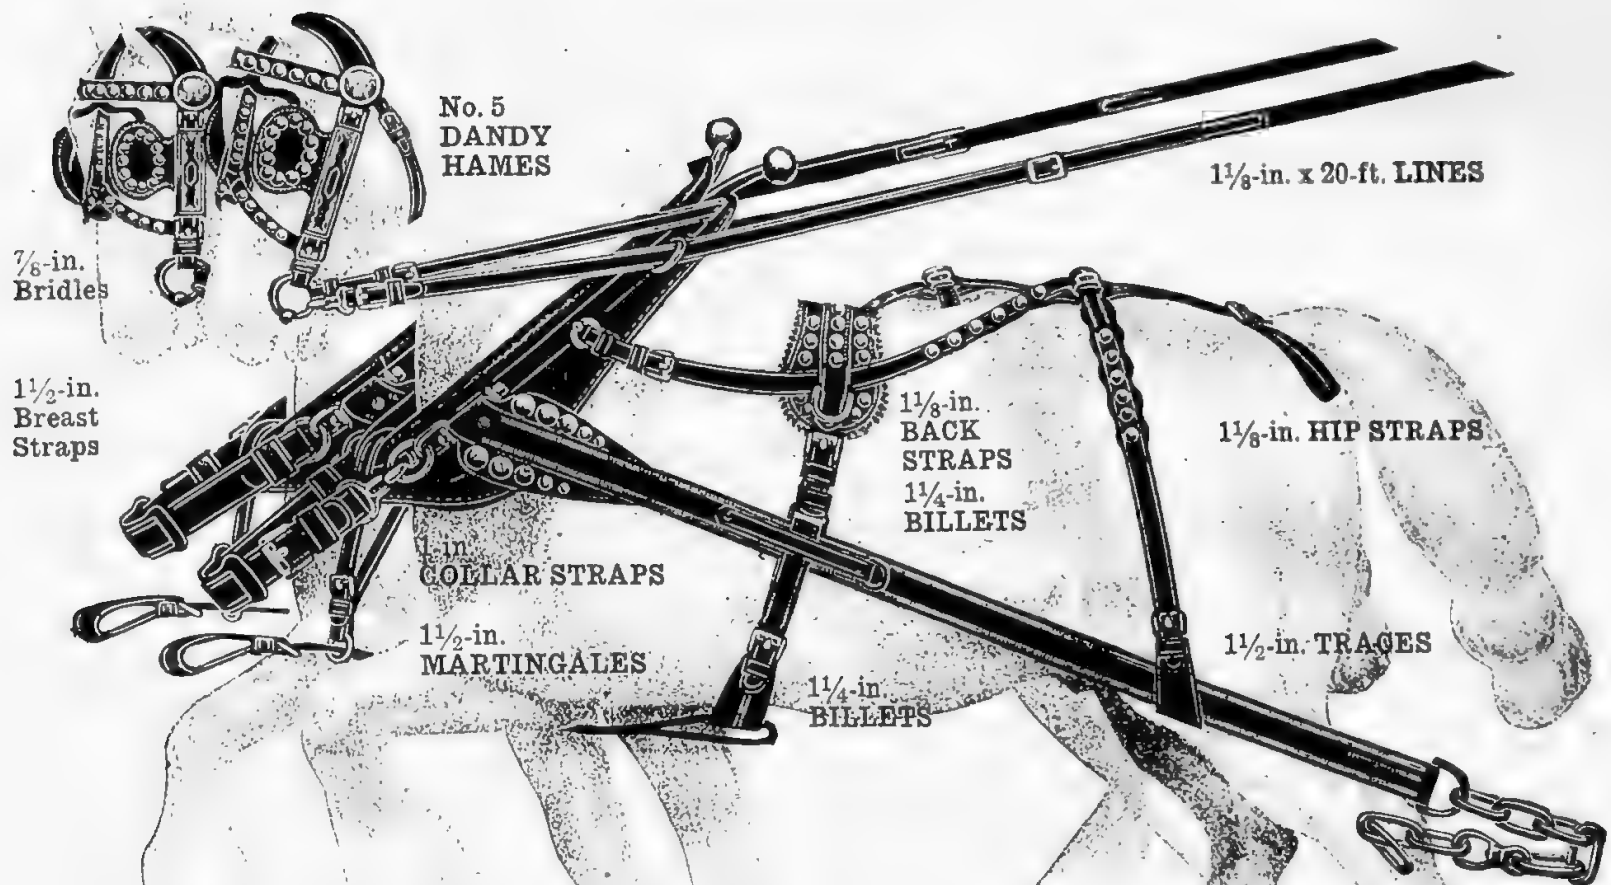 No. 5
DANDY
HAMES
1⅛-in. x 20-ft. LINES
⅞-in.
Bridles
1½-in.
Breast
Straps
1⅛-in.
BACK
STRAPS
1¼-in.
BILLETS
1⅛-in. HIP STRAPS
1 in.
COLLAR STRAPS
1½-in.
MARTINGALES
1¼-in.
BILLETS
1½-in. TRACES